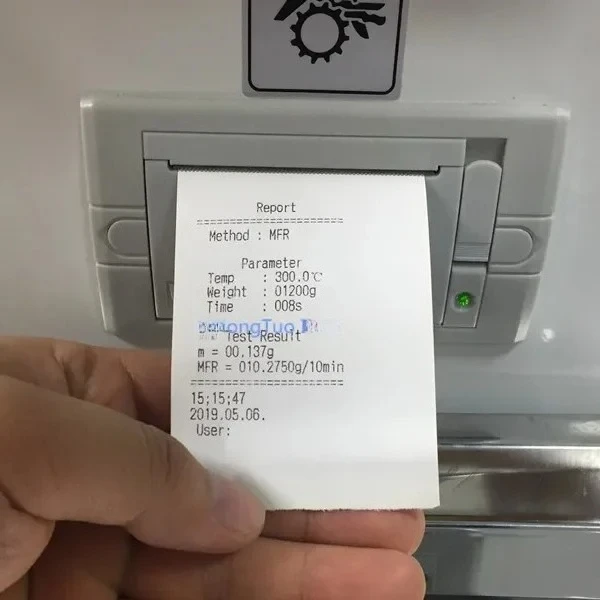 Report
==============================
Method : MFR
Parameter
Temp : 300.0℃
Weight : 01200g
Time : 008s
Test Result
m = 00.137g
MFR = 010.2750g/10min
==============================
15;15;47
2019.05.06.
User: